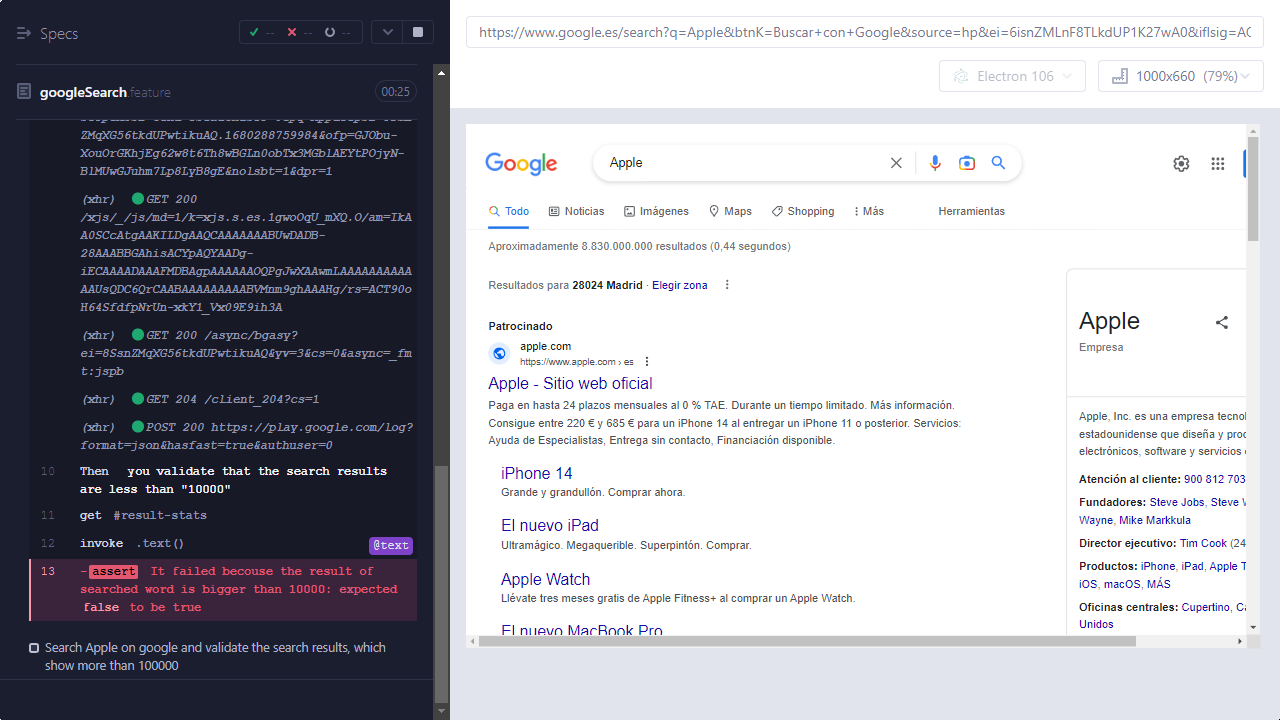 Specs
--
--
--
googleSearch.feature
00:25
ZMqXG56tkdUPwtikuAQ.1680288759984&ofp=GJObu-
XouOrGKhjEg62w8t6Th8wBGLn0obTx3MGblAEYtPOjyN-
BlMUwGJuhm7Lp8LyB8gE&nolsbt=1&dpr=1
(xhr) GET 200
/xjs/_/js/md=1/k=xjs.s.es.1gwoOqU_mXQ.O/am=IkA
A0SCcAtgAAKILDgAAQCAAAAAAABUwDADB-
28AAABBGAhisACYpAQYAADg-
iECAAAADAAAFMDBAgpAAAAAAOQPgJwXAAwmLAAAAAAAAAA
AAUsQDC6QrCAABAAAAAAAAABVMnm9ghAAAHg/rs=ACT90o
H64SfdfpNrUn-xkY1_Vx09E9ih3A
(xhr) GET 200 /async/bgasy?
ei=8SsnZMqXG56tkdUPwtikuAQ&yv=3&cs=0&async=_fm
t:jspb
(xhr) GET 204 /client_204?cs=1
(xhr) POST 200 https://play.google.com/log?
format=json&hasfast=true&authuser=0
10 Then you validate that the search results
are less than "10000"
11 get #result-stats
12 invoke .text()
@text
13 -assert It failed becouse the result of
searched word is bigger than 10000: expected
false to be true
Search Apple on google and validate the search results, which
show more than 100000
https://www.google.es/search?q=Apple&btnK=Buscar+con+Google&source=hp&ei=6isnZMLnF8TLkdUP1K27wA0&iflsig=AO
Electron 106
1000x660 (79%)
Google
Apple
Todo
Noticias
Imágenes
Maps
Shopping
Más
Herramientas
Aproximadamente 8.830.000.000 resultados (0,44 segundos)
Resultados para 28024 Madrid · Elegir zona
Patrocinado
apple.com
https://www.apple.com › es
Apple - Sitio web oficial
Paga en hasta 24 plazos mensuales al 0 % TAE. Durante un tiempo limitado. Más información.
Consigue entre 220 € y 685 € para un iPhone 14 al entregar un iPhone 11 o posterior. Servicios:
Ayuda de Especialistas, Entrega sin contacto, Financiación disponible.
iPhone 14
Grande y grandullón. Comprar ahora.
El nuevo iPad
Ultramágico. Megaquerible. Superpintón. Comprar.
Apple Watch
Llévate tres meses gratis de Apple Fitness+ al comprar un Apple Watch.
El nuevo MacBook Pro
Apple
Empresa
Apple, Inc. es una empresa tecnol
estadounidense que diseña y prod
electrónicos, software y servicios
Atención al cliente: 900 812 703
Fundadores: Steve Jobs, Steve W
Wayne, Mike Markkula
Director ejecutivo: Tim Cook (24
Productos: iPhone, iPad, Apple T
iOS, macOS, MÁS
Oficinas centrales: Cupertino, Ca
Unidos